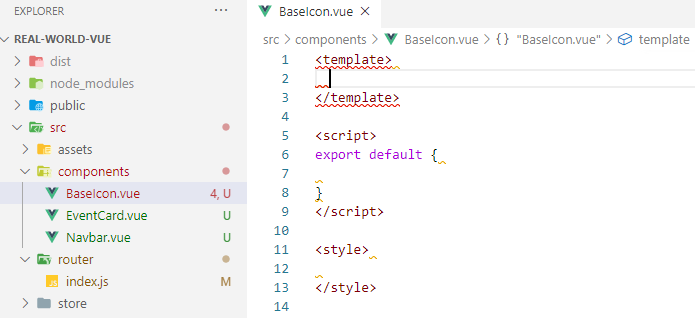 EXPLORER
REAL-WORLD-VUE
dist
node_modules
public
src
assets
components
BaseIcon.vue 4, U
EventCard.vue U
Navbar.vue U
router
index.js M
store
BaseIcon.vue
src > components > BaseIcon.vue > {} "BaseIcon.vue" > template
1 <template>
2
3 </template>
4
5 <script>
6 export default {
7
8 }
9 </script>
10
11 <style>
12
13 </style>
14